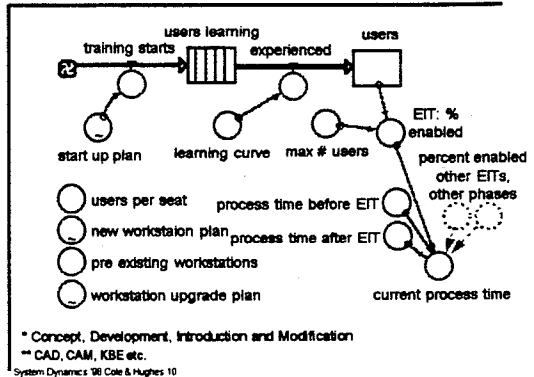 users learning
training starts
experienced
users
start up plan
learning curve
max # users
EIT: %
enabled
percent enabled
other EITs,
other phases
users per seat
process time before EIT
new workstaion plan
process time after EIT
pre existing workstations
workstation upgrade plan
current process time
* Concept, Development, Introduction and Modification
** CAD, CAM, KBE etc.
System Dynamics '98 Cole & Hughes 10